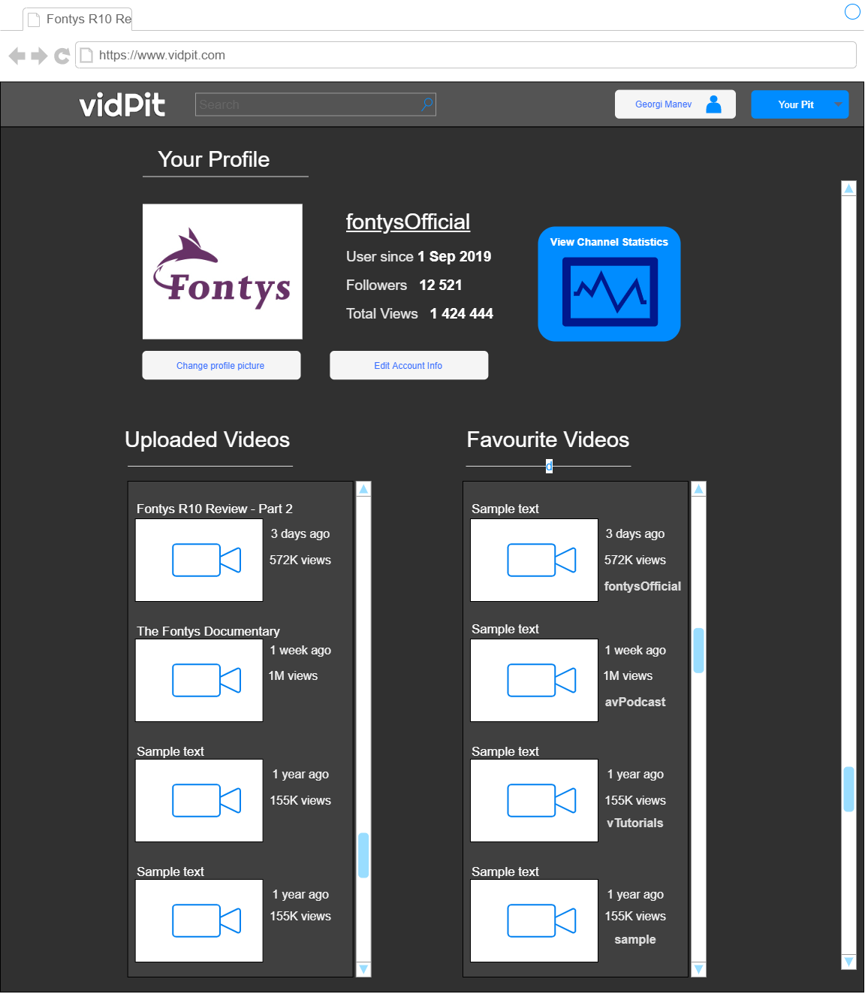 Fontys R10 Re
https://www.vidpit.com
vidPit
Search
Georgi Manev
Your Pit
Your Profile
Fontys
fontysOfficial
User since 1 Sep 2019
Followers 12 521
Total Views 1 424 444
View Channel Statistics
Change profile picture
Edit Account Info
Uploaded Videos
Fontys R10 Review - Part 2
3 days ago
572K views
The Fontys Documentary
1 week ago
1M views
Sample text
1 year ago
155K views
Sample text
1 year ago
155K views
Favourite Videos
d
Sample text
3 days ago
572K views
fontysOfficial
Sample text
1 week ago
1M views
avPodcast
Sample text
1 year ago
155K views
vTutorials
Sample text
1 year ago
155K views
sample